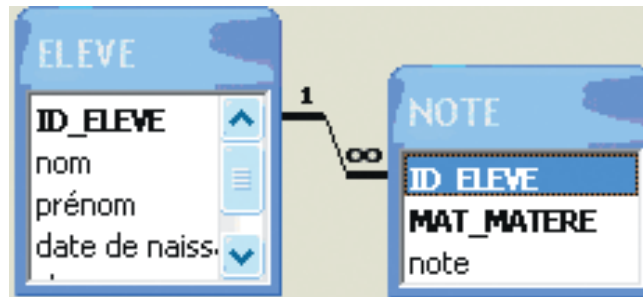 ELEVE
ID_ELEVE
nom
prénom
date de naiss
1
∞
NOTE
ID_ELEVE
MAT_MATERE
note